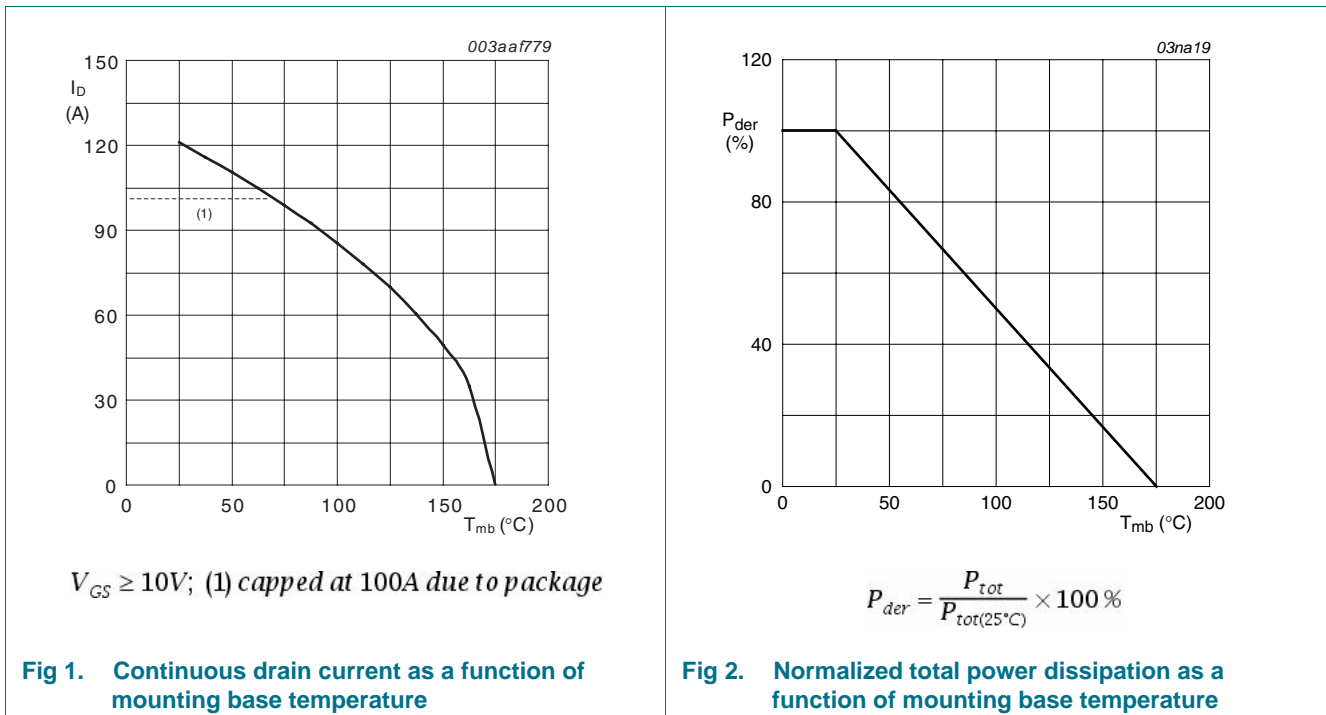 003aaf779
150
I_D
(A)
120
(1)
90
60
30
0
0 50 100 150 200
T_mb (°C)
V_GS ≥ 10V; (1) capped at 100A due to package
Fig 1. Continuous drain current as a function of
mounting base temperature
03na19
120
P_der
(%)
80
40
0
0 50 100 150 200
T_mb (°C)
P_der = P_tot / P_tot(25°C) × 100 %
Fig 2. Normalized total power dissipation as a
function of mounting base temperature